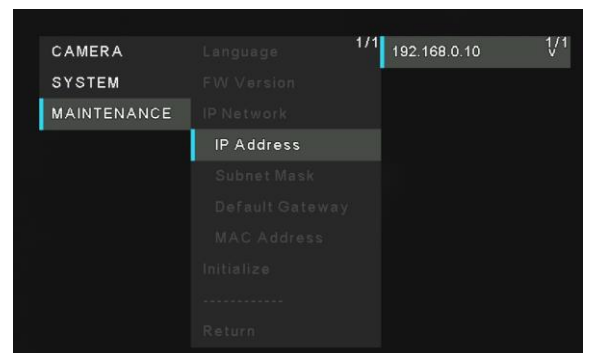 CAMERA
SYSTEM
MAINTENANCE
Language 1/1
FW Version
IP Network
IP Address
Subnet Mask
Default Gateway
MAC Address
Initialize
------------
Return
192.168.0.10 1/1
v